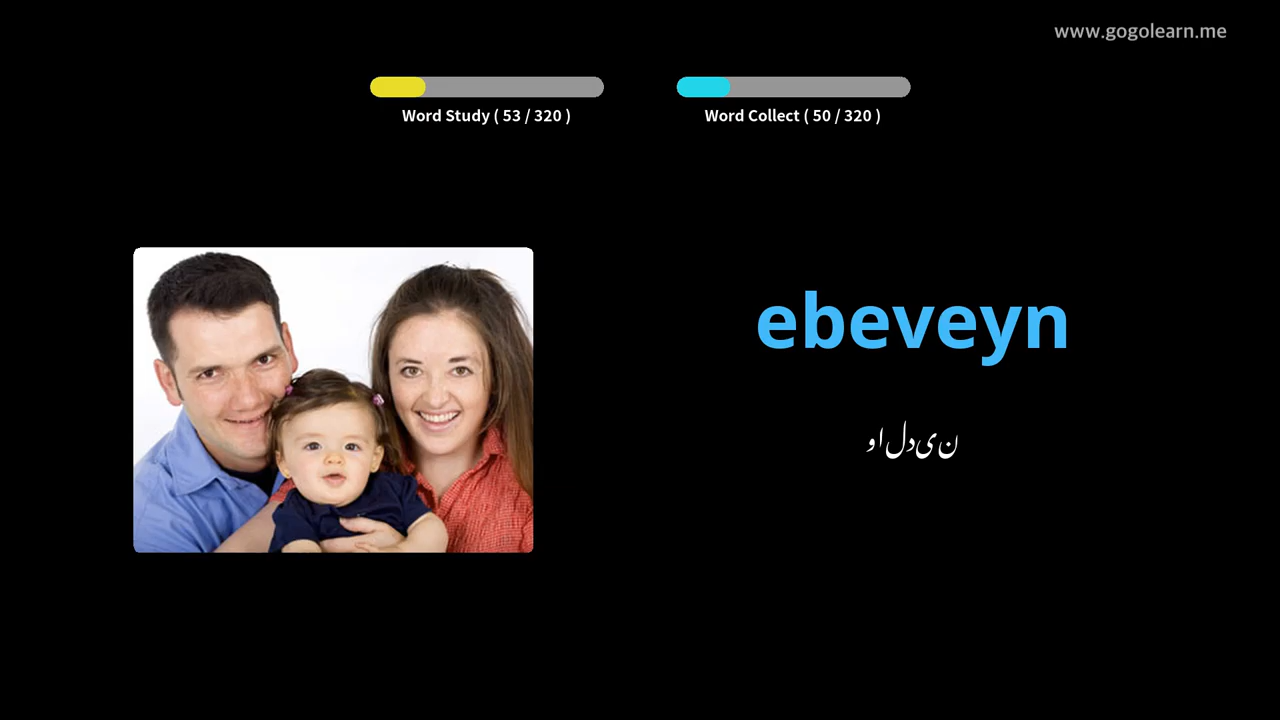 www.gogolearn.me
Word Study ( 53 / 320 )
Word Collect ( 50 / 320 )
ebeveyn
والدین